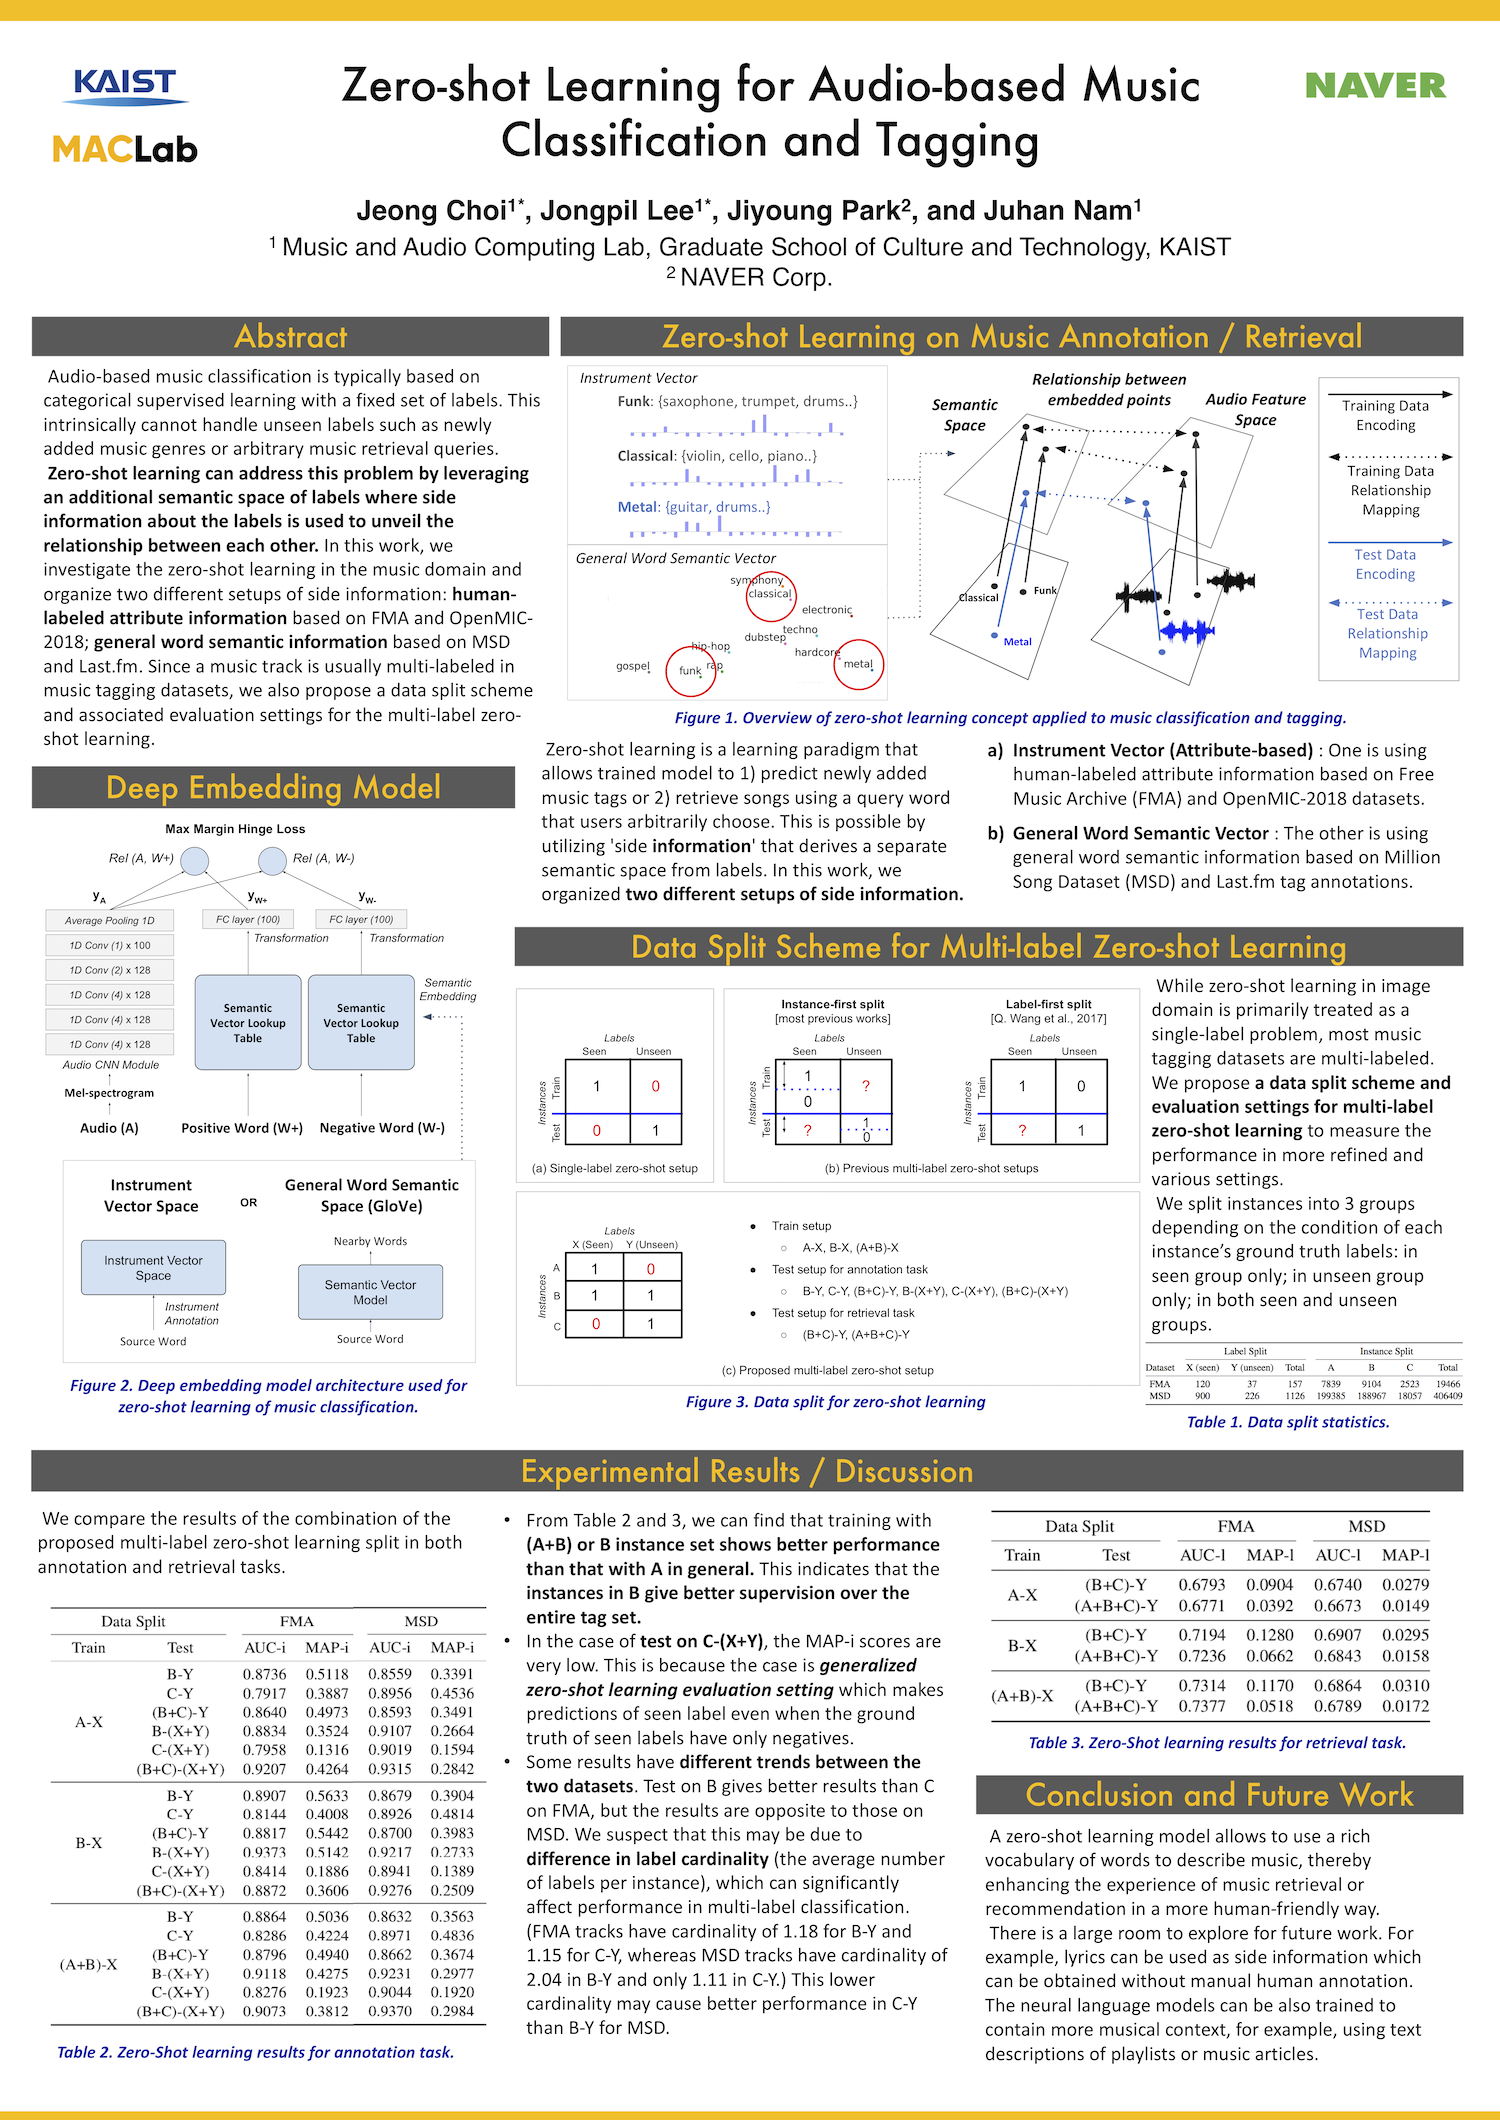 KAIST
MACLab
Zero-shot Learning for Audio-based Music
Classification and Tagging
NAVER
Jeong Choi1*, Jongpil Lee1*, Jiyoung Park2, and Juhan Nam1
1 Music and Audio Computing Lab, Graduate School of Culture and Technology, KAIST
2 NAVER Corp.
Abstract
Audio-based music classification is typically based on
categorical supervised learning with a fixed set of labels. This
intrinsically cannot handle unseen labels such as newly
added music genres or arbitrary music retrieval queries.
Zero-shot learning can address this problem by leveraging
an additional semantic space of labels where side
information about the labels is used to unveil the
relationship between each other. In this work, we
investigate the zero-shot learning in the music domain and
organize two different setups of side information: human-
labeled attribute information based on FMA and OpenMIC-
2018; general word semantic information based on MSD
and Last.fm. Since a music track is usually multi-labeled in
music tagging datasets, we also propose a data split scheme
and associated evaluation settings for the multi-label zero-
shot learning.
Zero-shot Learning on Music Annotation / Retrieval
Instrument Vector
Funk: {saxophone, trumpet, drums..}
Classical: {violin, cello, piano..}
Metal: {guitar, drums..}
General Word Semantic Vector
symphony
classical
electronic
techno
dubstep
hip-hop
hardcore
gospel
funk
rap
metal
Semantic
Space
Relationship between
embedded points
Audio Feature
Space
Classical
Funk
Metal
Training Data
Encoding
Training Data
Relationship
Mapping
Test Data
Encoding
Test Data
Relationship
Mapping
Figure 1. Overview of zero-shot learning concept applied to music classification and tagging.
Zero-shot learning is a learning paradigm that
allows trained model to 1) predict newly added
music tags or 2) retrieve songs using a query word
that users arbitrarily choose. This is possible by
utilizing 'side information' that derives a separate
semantic space from labels. In this work, we
organized two different setups of side information.
a) Instrument Vector (Attribute-based) : One is using
human-labeled attribute information based on Free
Music Archive (FMA) and OpenMIC-2018 datasets.
b) General Word Semantic Vector : The other is using
general word semantic information based on Million
Song Dataset (MSD) and Last.fm tag annotations.
Deep Embedding Model
Max Margin Hinge Loss
Rel (A, W+)
Rel (A, W-)
yA
yW+
yW-
Average Pooling 1D
FC layer (100)
FC layer (100)
Transformation
Transformation
1D Conv (1) x 100
1D Conv (2) x 128
1D Conv (4) x 128
1D Conv (4) x 128
1D Conv (4) x 128
Semantic
Vector Lookup
Table
Semantic
Vector Lookup
Table
Semantic
Embedding
Audio CNN Module
Mel-spectrogram
Audio (A)
Positive Word (W+)
Negative Word (W-)
Instrument
Vector Space
OR
General Word Semantic
Space (GloVe)
Nearby Words
Instrument Vector
Space
Semantic Vector
Model
Instrument
Annotation
Source Word
Source Word
Figure 2. Deep embedding model architecture used for
zero-shot learning of music classification.
Data Split Scheme for Multi-label Zero-shot Learning
Labels
Seen Unseen
Instances
Train
Test
1 0
0 1
(a) Single-label zero-shot setup
Instance-first split
[most previous works]
Labels
Seen Unseen
Instances
Train
Test
1
0
?
?
1
0
Label-first split
[Q. Wang et al., 2017]
Labels
Seen Unseen
Instances
Train
Test
1 0
? 1
(b) Previous multi-label zero-shot setups
Labels
X (Seen) Y (Unseen)
Instances
A 1 0
B 1 1
C 0 1
● Train setup
○ A-X, B-X, (A+B)-X
● Test setup for annotation task
○ B-Y, C-Y, (B+C)-Y, B-(X+Y), C-(X+Y), (B+C)-(X+Y)
● Test setup for retrieval task
○ (B+C)-Y, (A+B+C)-Y
(c) Proposed multi-label zero-shot setup
Figure 3. Data split for zero-shot learning
While zero-shot learning in image
domain is primarily treated as a
single-label problem, most music
tagging datasets are multi-labeled.
We propose a data split scheme and
evaluation settings for multi-label
zero-shot learning to measure the
performance in more refined and
various settings.
We split instances into 3 groups
depending on the condition of each
instance's ground truth labels: in
seen group only; in unseen group
only; in both seen and unseen
groups.
Label Split Instance Split
Dataset X (seen) Y (unseen) Total A B C Total
FMA 120 37 157 7839 9104 2523 19466
MSD 900 226 1126 199385 188967 18057 406409
Table 1. Data split statistics.
Experimental Results / Discussion
We compare the results of the combination of the
proposed multi-label zero-shot learning split in both
annotation and retrieval tasks.
Data Split FMA MSD
Train Test AUC-i MAP-i AUC-i MAP-i
A-X
B-Y 0.8736 0.5118 0.8559 0.3391
C-Y 0.7917 0.3887 0.8956 0.4536
(B+C)-Y 0.8640 0.4973 0.8593 0.3491
B-(X+Y) 0.8834 0.3524 0.9107 0.2664
C-(X+Y) 0.7958 0.1316 0.9019 0.1594
(B+C)-(X+Y) 0.9207 0.4264 0.9315 0.2842
B-X
B-Y 0.8907 0.5633 0.8679 0.3904
C-Y 0.8144 0.4008 0.8926 0.4814
(B+C)-Y 0.8817 0.5442 0.8700 0.3983
B-(X+Y) 0.9373 0.5142 0.9217 0.2733
C-(X+Y) 0.8414 0.1886 0.8941 0.1389
(B+C)-(X+Y) 0.8872 0.3606 0.9276 0.2509
(A+B)-X
B-Y 0.8864 0.5036 0.8632 0.3563
C-Y 0.8286 0.4224 0.8971 0.4836
(B+C)-Y 0.8796 0.4940 0.8662 0.3674
B-(X+Y) 0.9118 0.4275 0.9231 0.2977
C-(X+Y) 0.8276 0.1923 0.9044 0.1920
(B+C)-(X+Y) 0.9073 0.3812 0.9370 0.2984
Table 2. Zero-Shot learning results for annotation task.
• From Table 2 and 3, we can find that training with
(A+B) or B instance set shows better performance
than that with A in general. This indicates that the
instances in B give better supervision over the
entire tag set.
• In the case of test on C-(X+Y), the MAP-i scores are
very low. This is because the case is generalized
zero-shot learning evaluation setting which makes
predictions of seen label even when the ground
truth of seen labels have only negatives.
• Some results have different trends between the
two datasets. Test on B gives better results than C
on FMA, but the results are opposite to those on
MSD. We suspect that this may be due to
difference in label cardinality (the average number
of labels per instance), which can significantly
affect performance in multi-label classification.
(FMA tracks have cardinality of 1.18 for B-Y and
1.15 for C-Y, whereas MSD tracks have cardinality of
2.04 in B-Y and only 1.11 in C-Y.) This lower
cardinality may cause better performance in C-Y
than B-Y for MSD.
Data Split FMA MSD
Train Test AUC-l MAP-l AUC-l MAP-l
A-X
(B+C)-Y 0.6793 0.0904 0.6740 0.0279
(A+B+C)-Y 0.6771 0.0392 0.6673 0.0149
B-X
(B+C)-Y 0.7194 0.1280 0.6907 0.0295
(A+B+C)-Y 0.7236 0.0662 0.6843 0.0158
(A+B)-X
(B+C)-Y 0.7314 0.1170 0.6864 0.0310
(A+B+C)-Y 0.7377 0.0518 0.6789 0.0172
Table 3. Zero-Shot learning results for retrieval task.
Conclusion and Future Work
A zero-shot learning model allows to use a rich
vocabulary of words to describe music, thereby
enhancing the experience of music retrieval or
recommendation in a more human-friendly way.
There is a large room to explore for future work. For
example, lyrics can be used as side information which
can be obtained without manual human annotation.
The neural language models can be also trained to
contain more musical context, for example, using text
descriptions of playlists or music articles.